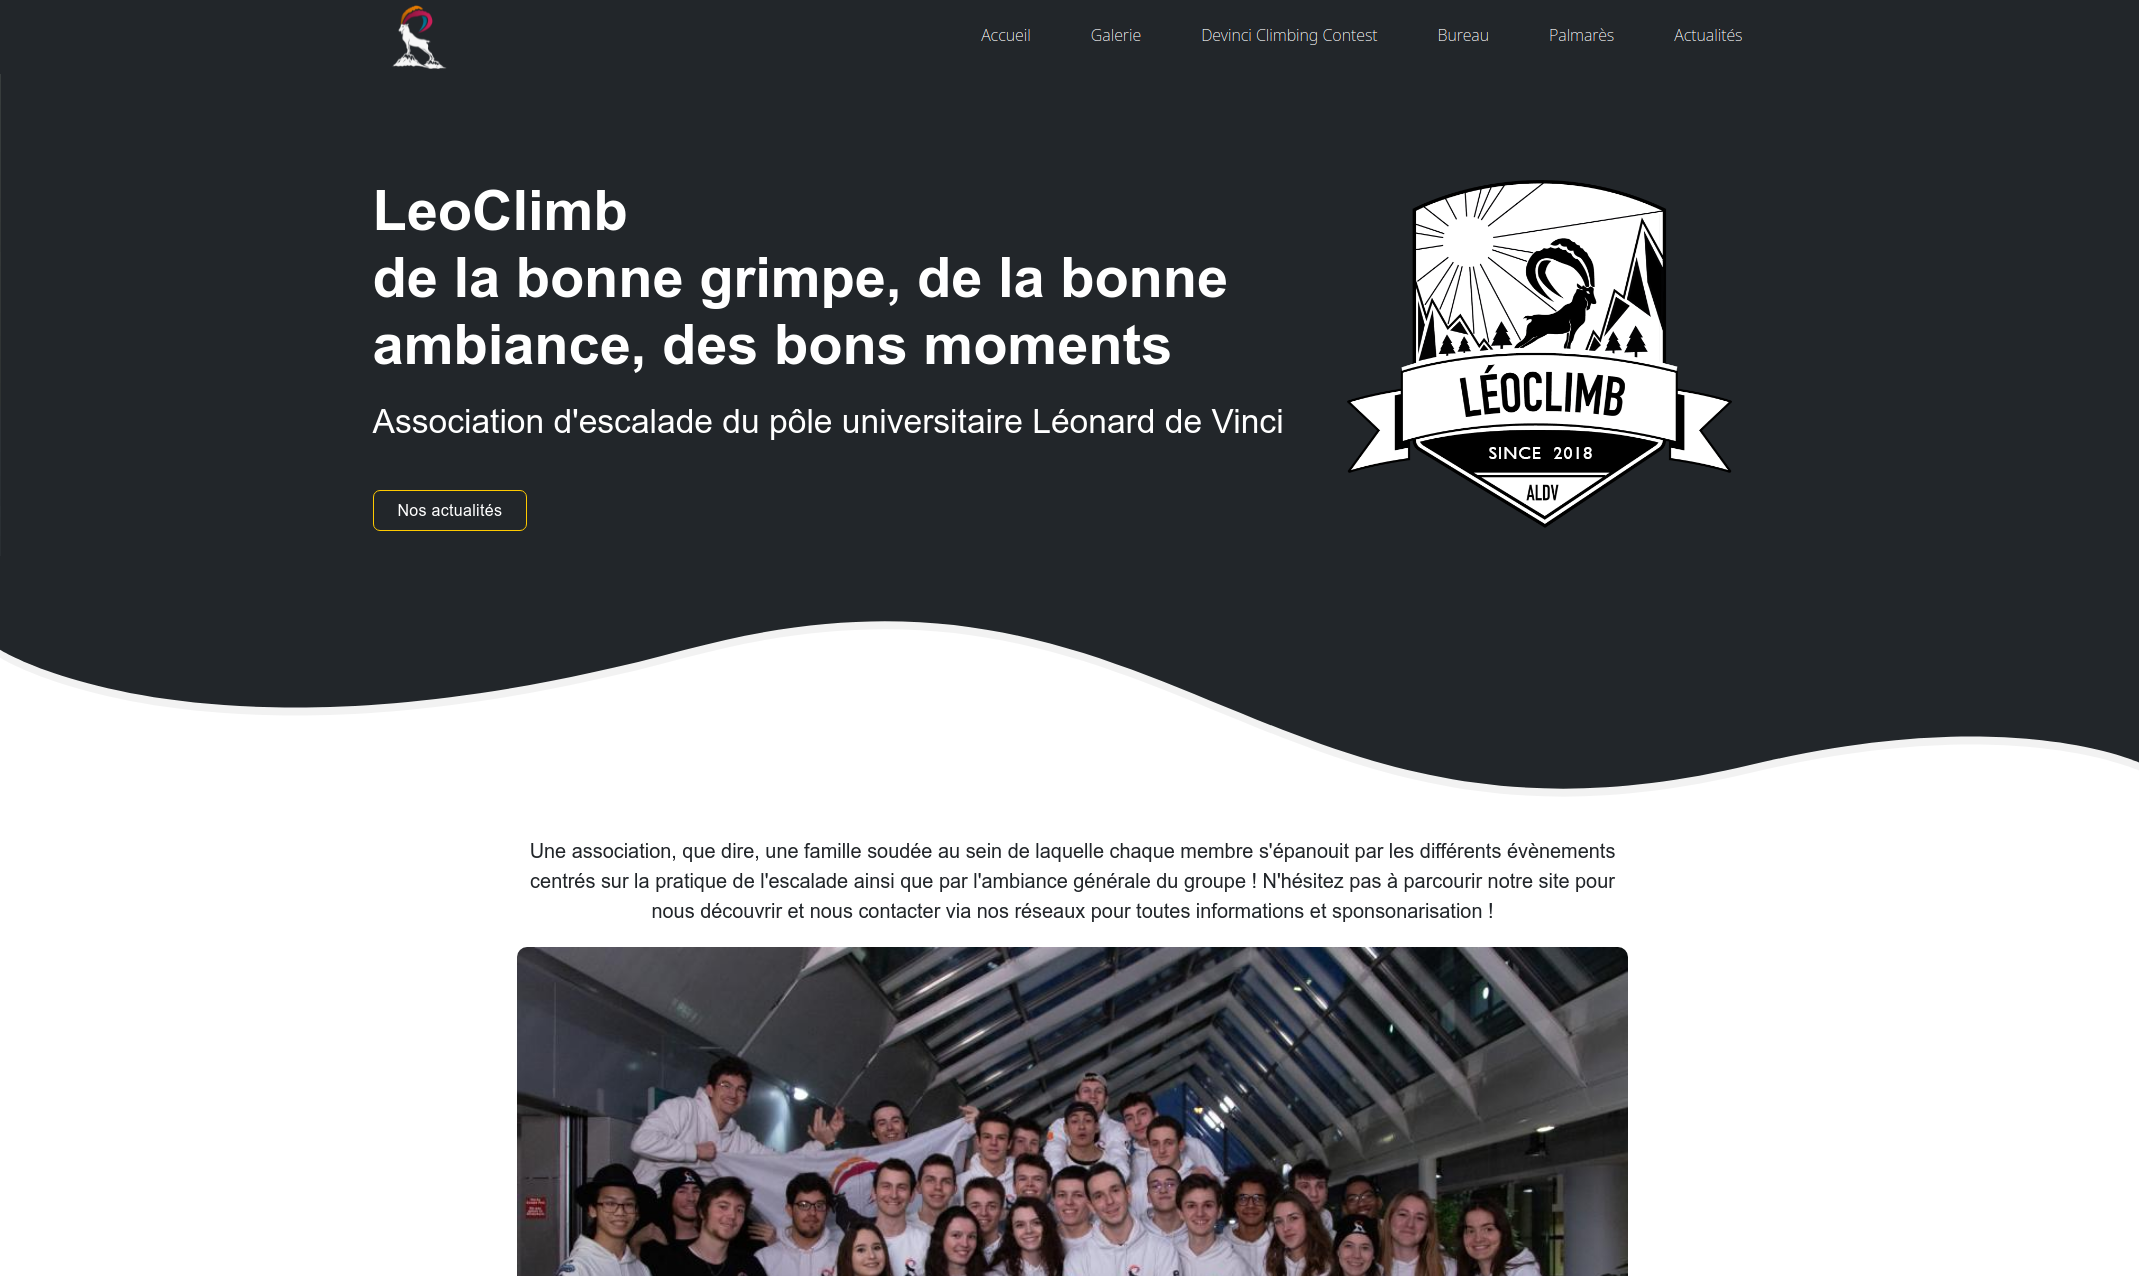 Accueil
Galerie
Devinci Climbing Contest
Bureau
Palmarès
Actualités
LeoClimb
de la bonne grimpe, de la bonne
ambiance, des bons moments
Association d'escalade du pôle universitaire Léonard de Vinci
Nos actualités
LÉOCLIMB
SINCE 2018
ALDV
Une association, que dire, une famille soudée au sein de laquelle chaque membre s'épanouit par les différents évènements
centrés sur la pratique de l'escalade ainsi que par l'ambiance générale du groupe ! N'hésitez pas à parcourir notre site pour
nous découvrir et nous contacter via nos réseaux pour toutes informations et sponsonarisation !